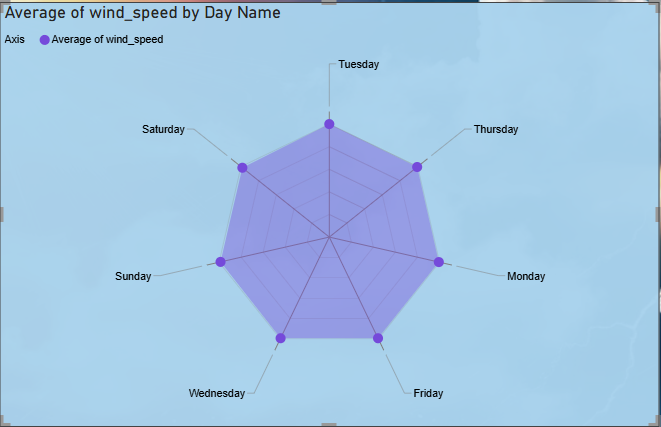 Average of wind_speed by Day Name
Axis Average of wind_speed
Tuesday
Saturday
Thursday
Sunday
Monday
Wednesday
Friday